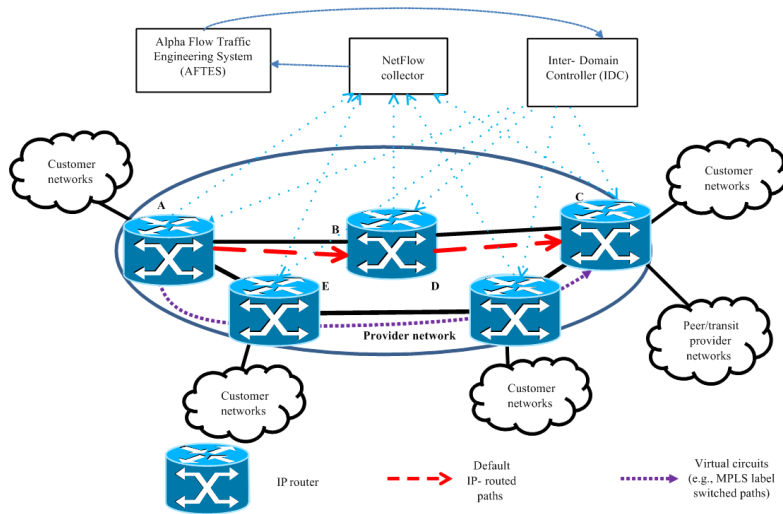 Alpha Flow Traffic
Engineering System
(AFTES)
NetFlow
collector
Inter- Domain
Controller (IDC)
Customer
networks
Customer
networks
A
B
C
D
E
Provider network
Peer/transit
provider
networks
Customer
networks
Customer
networks
IP router
Default
IP- routed
paths
Virtual circuits
(e.g., MPLS label
switched paths)